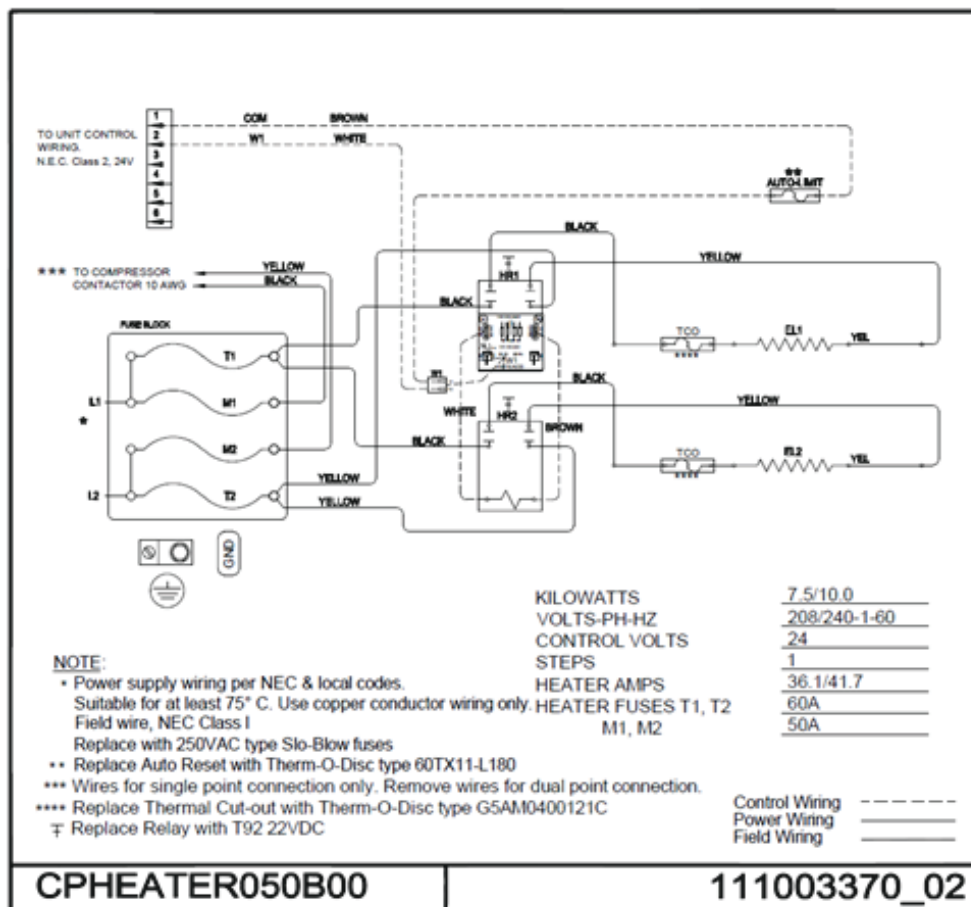 1
2
3
4
5
6
TO UNIT CONTROL
WIRING.
N.E.C. Class 2, 24V
COM BROWN
W1 WHITE
**
AUTO-LIMIT
BLACK
YELLOW
HR1
*** TO COMPRESSOR
CONTACTOR 10 AWG
YELLOW
BLACK
BLACK
FUSE BLOCK
T1
M1
M2
T2
L1
*
L2
TCO
****
EL1
YEL
BLACK
WHITE
HR2
BROWN
YELLOW
BLACK
TCO
****
EL2
YEL
YELLOW
YELLOW
GND
KILOWATTS 7.5/10.0
VOLTS-PH-HZ 208/240-1-60
CONTROL VOLTS 24
STEPS 1
HEATER AMPS 36.1/41.7
HEATER FUSES T1, T2 60A
M1, M2 50A
NOTE:
* Power supply wiring per NEC & local codes.
Suitable for at least 75° C. Use copper conductor wiring only.
Field wire, NEC Class I
Replace with 250VAC type Slo-Blow fuses
** Replace Auto Reset with Therm-O-Disc type 60TX11-L180
*** Wires for single point connection only. Remove wires for dual point connection.
**** Replace Thermal Cut-out with Therm-O-Disc type G5AM0400121C
Replace Relay with T92 22VDC
Control Wiring
Power Wiring
Field Wiring
CPHEATER050B00
111003370_02